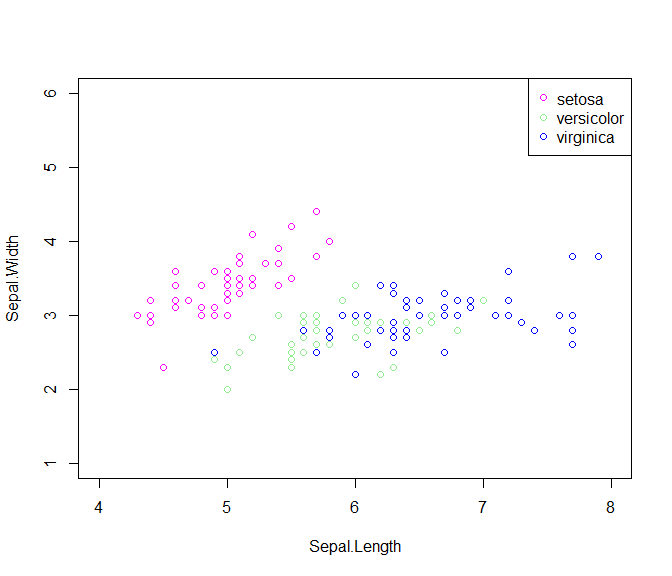 setosa
versicolor
virginica
6
5
4
3
2
1
Sepal.Width
4 5 6 7 8
Sepal.Length